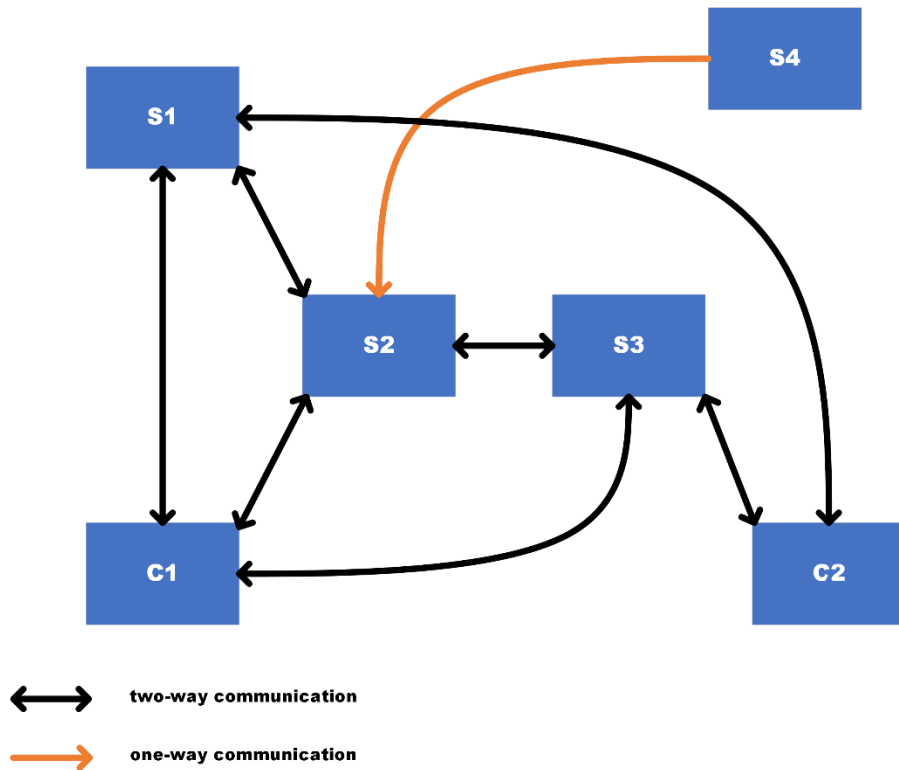 S4
S1
S2
S3
C1
C2
two-way communication
one-way communication